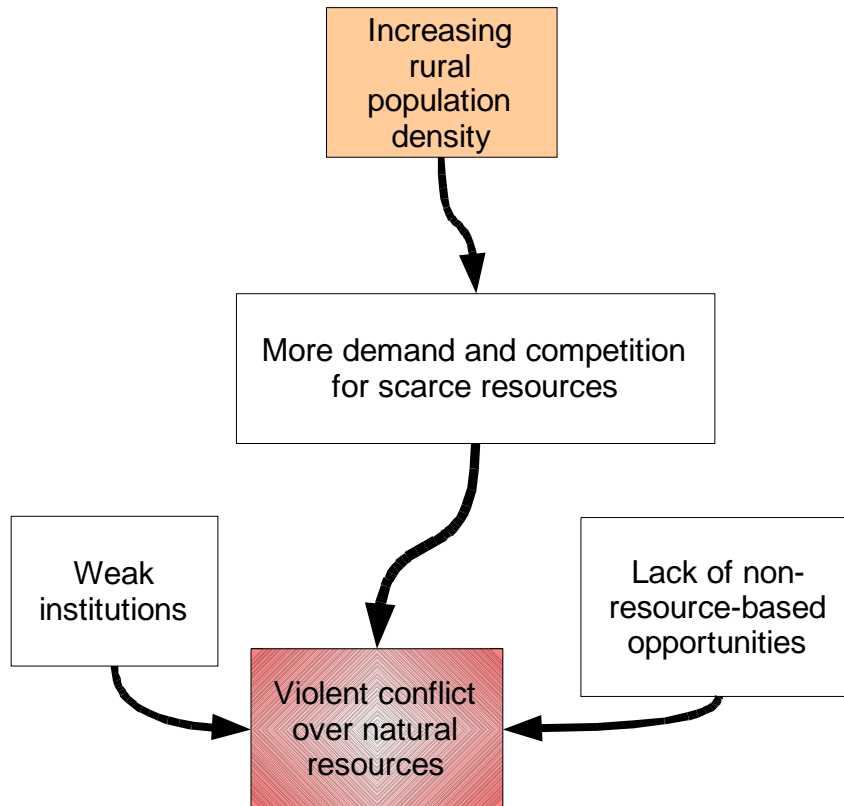 Increasing
rural
population
density
More demand and competition
for scarce resources
Weak
institutions
Lack of non-
resource-based
opportunities
Violent conflict
over natural
resources